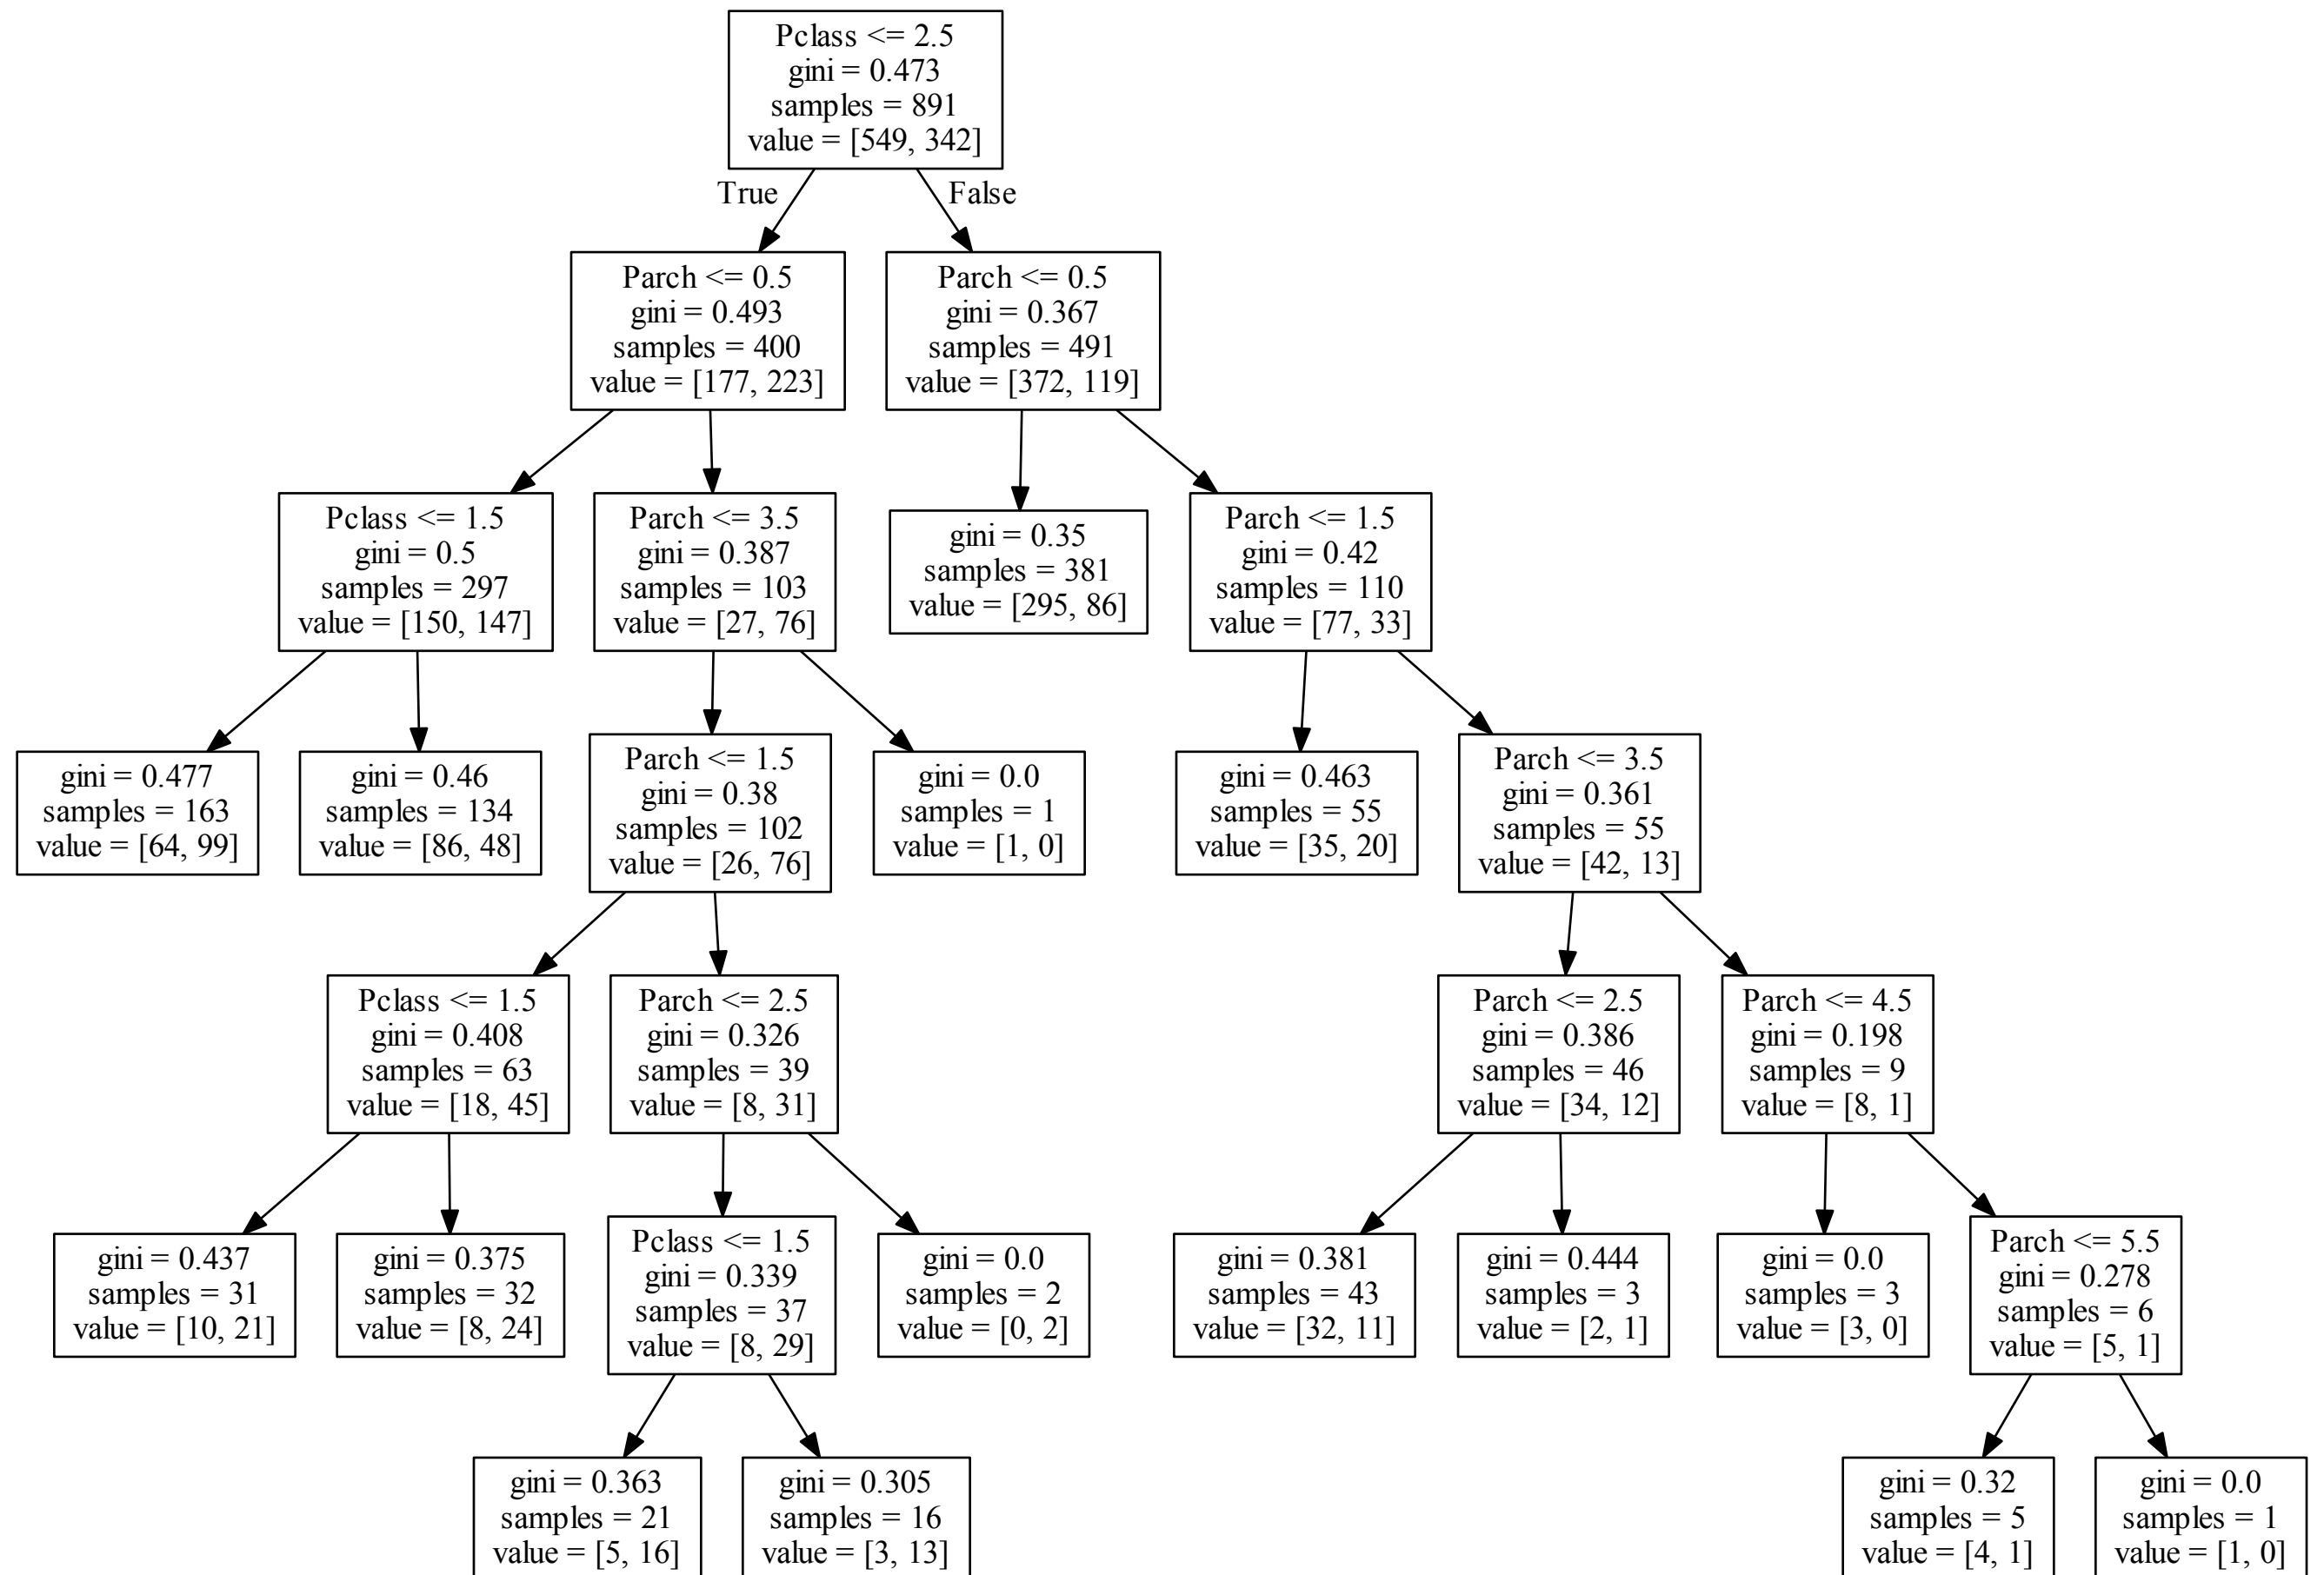 Pclass <= 2.5
gini = 0.473
samples = 891
value = [549, 342]
True
False
Parch <= 0.5
gini = 0.493
samples = 400
value = [177, 223]
Parch <= 0.5
gini = 0.367
samples = 491
value = [372, 119]
Pclass <= 1.5
gini = 0.5
samples = 297
value = [150, 147]
Parch <= 3.5
gini = 0.387
samples = 103
value = [27, 76]
gini = 0.35
samples = 381
value = [295, 86]
Parch <= 1.5
gini = 0.42
samples = 110
value = [77, 33]
gini = 0.477
samples = 163
value = [64, 99]
gini = 0.46
samples = 134
value = [86, 48]
Parch <= 1.5
gini = 0.38
samples = 102
value = [26, 76]
gini = 0.0
samples = 1
value = [1, 0]
gini = 0.463
samples = 55
value = [35, 20]
Parch <= 3.5
gini = 0.361
samples = 55
value = [42, 13]
Pclass <= 1.5
gini = 0.408
samples = 63
value = [18, 45]
Parch <= 2.5
gini = 0.326
samples = 39
value = [8, 31]
Parch <= 2.5
gini = 0.386
samples = 46
value = [34, 12]
Parch <= 4.5
gini = 0.198
samples = 9
value = [8, 1]
gini = 0.437
samples = 31
value = [10, 21]
gini = 0.375
samples = 32
value = [8, 24]
Pclass <= 1.5
gini = 0.339
samples = 37
value = [8, 29]
gini = 0.0
samples = 2
value = [0, 2]
gini = 0.381
samples = 43
value = [32, 11]
gini = 0.444
samples = 3
value = [2, 1]
gini = 0.0
samples = 3
value = [3, 0]
Parch <= 5.5
gini = 0.278
samples = 6
value = [5, 1]
gini = 0.363
samples = 21
value = [5, 16]
gini = 0.305
samples = 16
value = [3, 13]
gini = 0.32
samples = 5
value = [4, 1]
gini = 0.0
samples = 1
value = [1, 0]